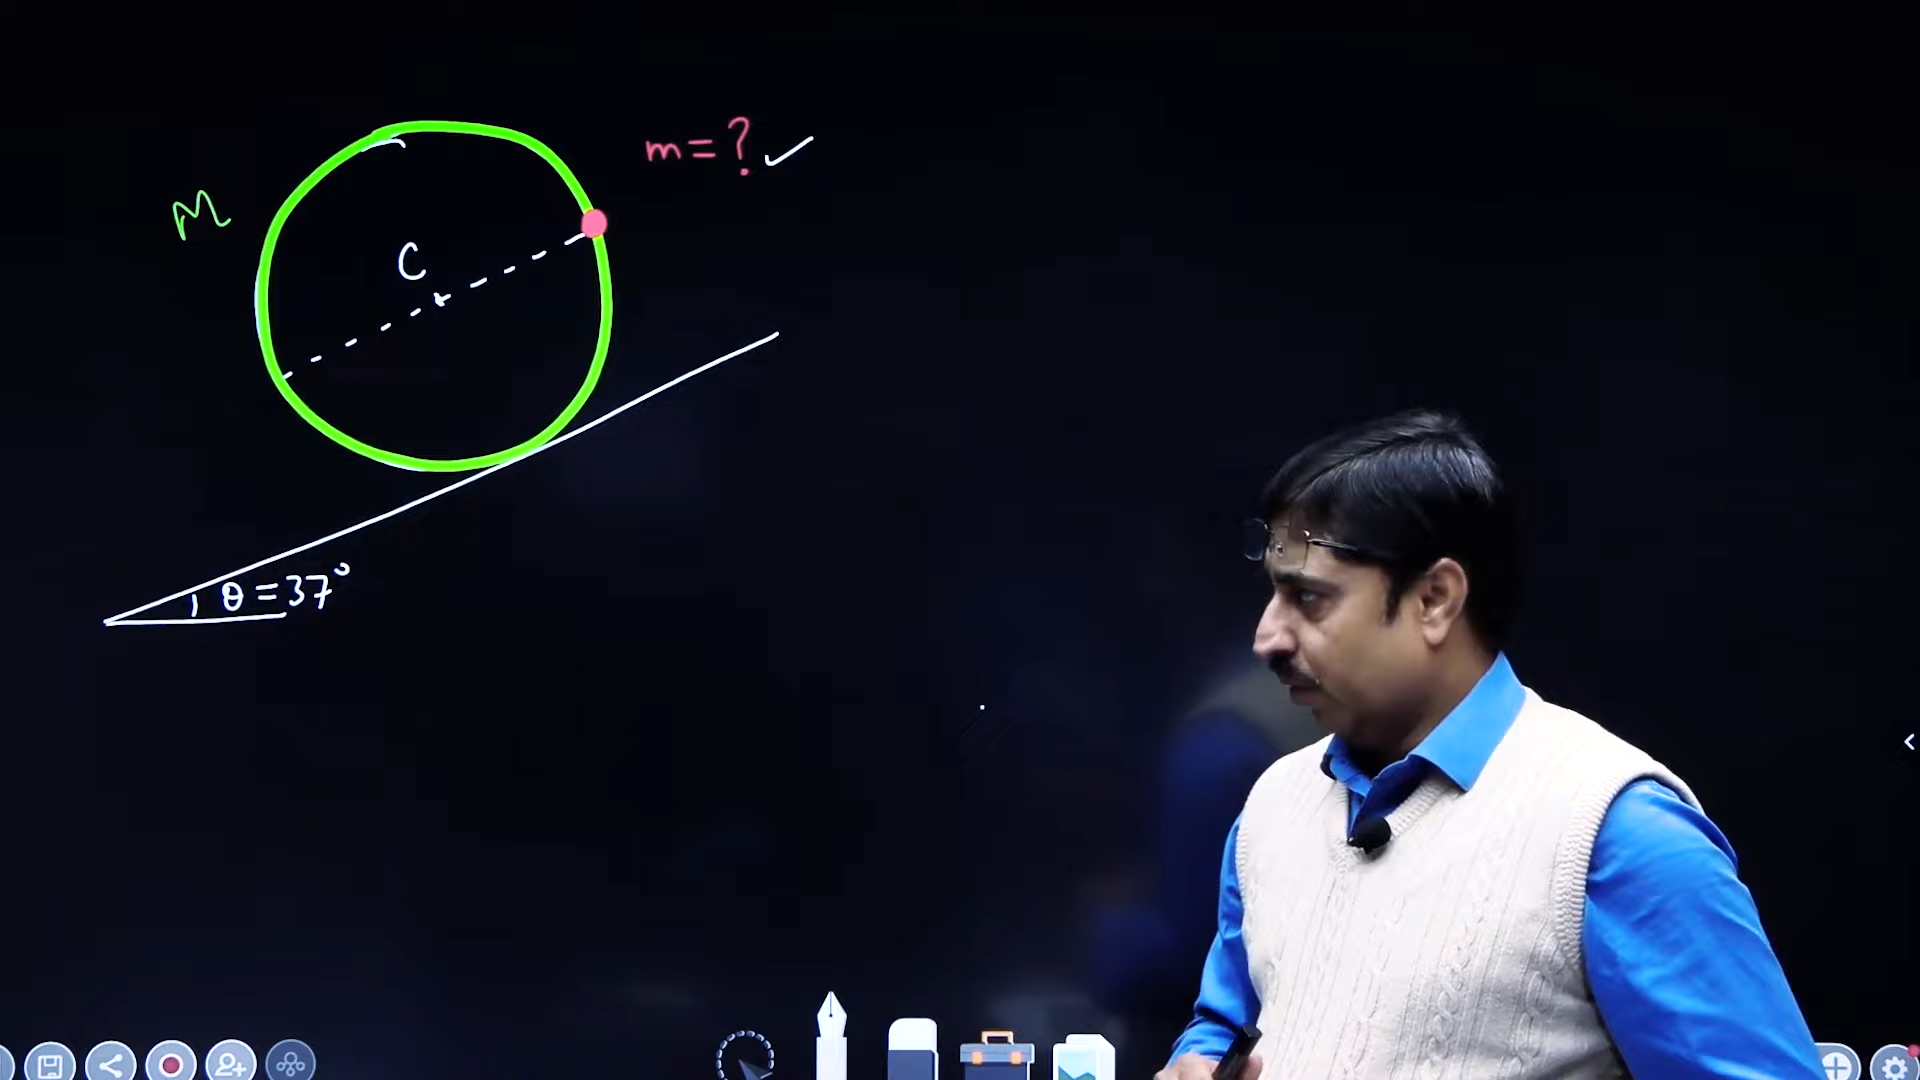 m = ?
M
C
θ = 37°